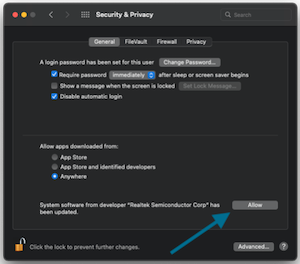 Security & Privacy
Search
General FileVault Firewall Privacy
A login password has been set for this user Change Password...
Require password immediately after sleep or screen saver begins
Show a message when the screen is locked Set Lock Message...
Disable automatic login
Allow apps downloaded from:
App Store
App Store and identified developers
Anywhere
System software from developer "Realtek Semiconductor Corp" has Allow
been updated.
Click the lock to prevent further changes. Advanced... ?